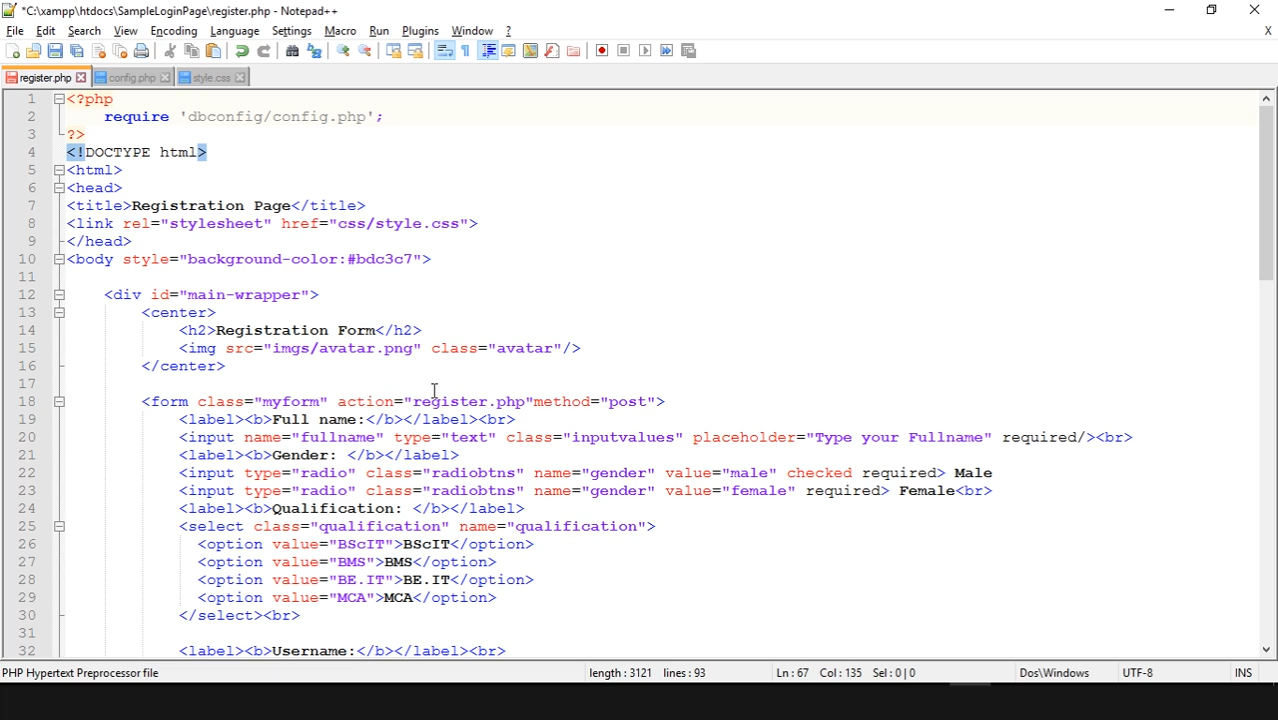 *C:\xampp\htdocs\SampleLoginPage\register.php - Notepad++
File Edit Search View Encoding Language Settings Macro Run Plugins Window ? X
register.php config.php style.css
1 <?php
2 require 'dbconfig/config.php';
3 ?>
4 <!DOCTYPE html>
5 <html>
6 <head>
7 <title>Registration Page</title>
8 <link rel="stylesheet" href="css/style.css">
9 </head>
10 <body style="background-color:#bdc3c7">
11
12 <div id="main-wrapper">
13 <center>
14 <h2>Registration Form</h2>
15 <img src="imgs/avatar.png" class="avatar"/>
16 </center>
17
18 <form class="myform" action="register.php"method="post">
19 <label><b>Full name:</b></label><br>
20 <input name="fullname" type="text" class="inputvalues" placeholder="Type your Fullname" required/><br>
21 <label><b>Gender: </b></label>
22 <input type="radio" class="radiobtns" name="gender" value="male" checked required> Male
23 <input type="radio" class="radiobtns" name="gender" value="female" required> Female<br>
24 <label><b>Qualification: </b></label>
25 <select class="qualification" name="qualification">
26 <option value="BScIT">BScIT</option>
27 <option value="BMS">BMS</option>
28 <option value="BE.IT">BE.IT</option>
29 <option value="MCA">MCA</option>
30 </select><br>
31
32 <label><b>Username:</b></label><br>
PHP Hypertext Preprocessor file length : 3121 lines : 93 Ln : 67 Col : 135 Sel : 0 | 0 Dos\Windows UTF-8 INS